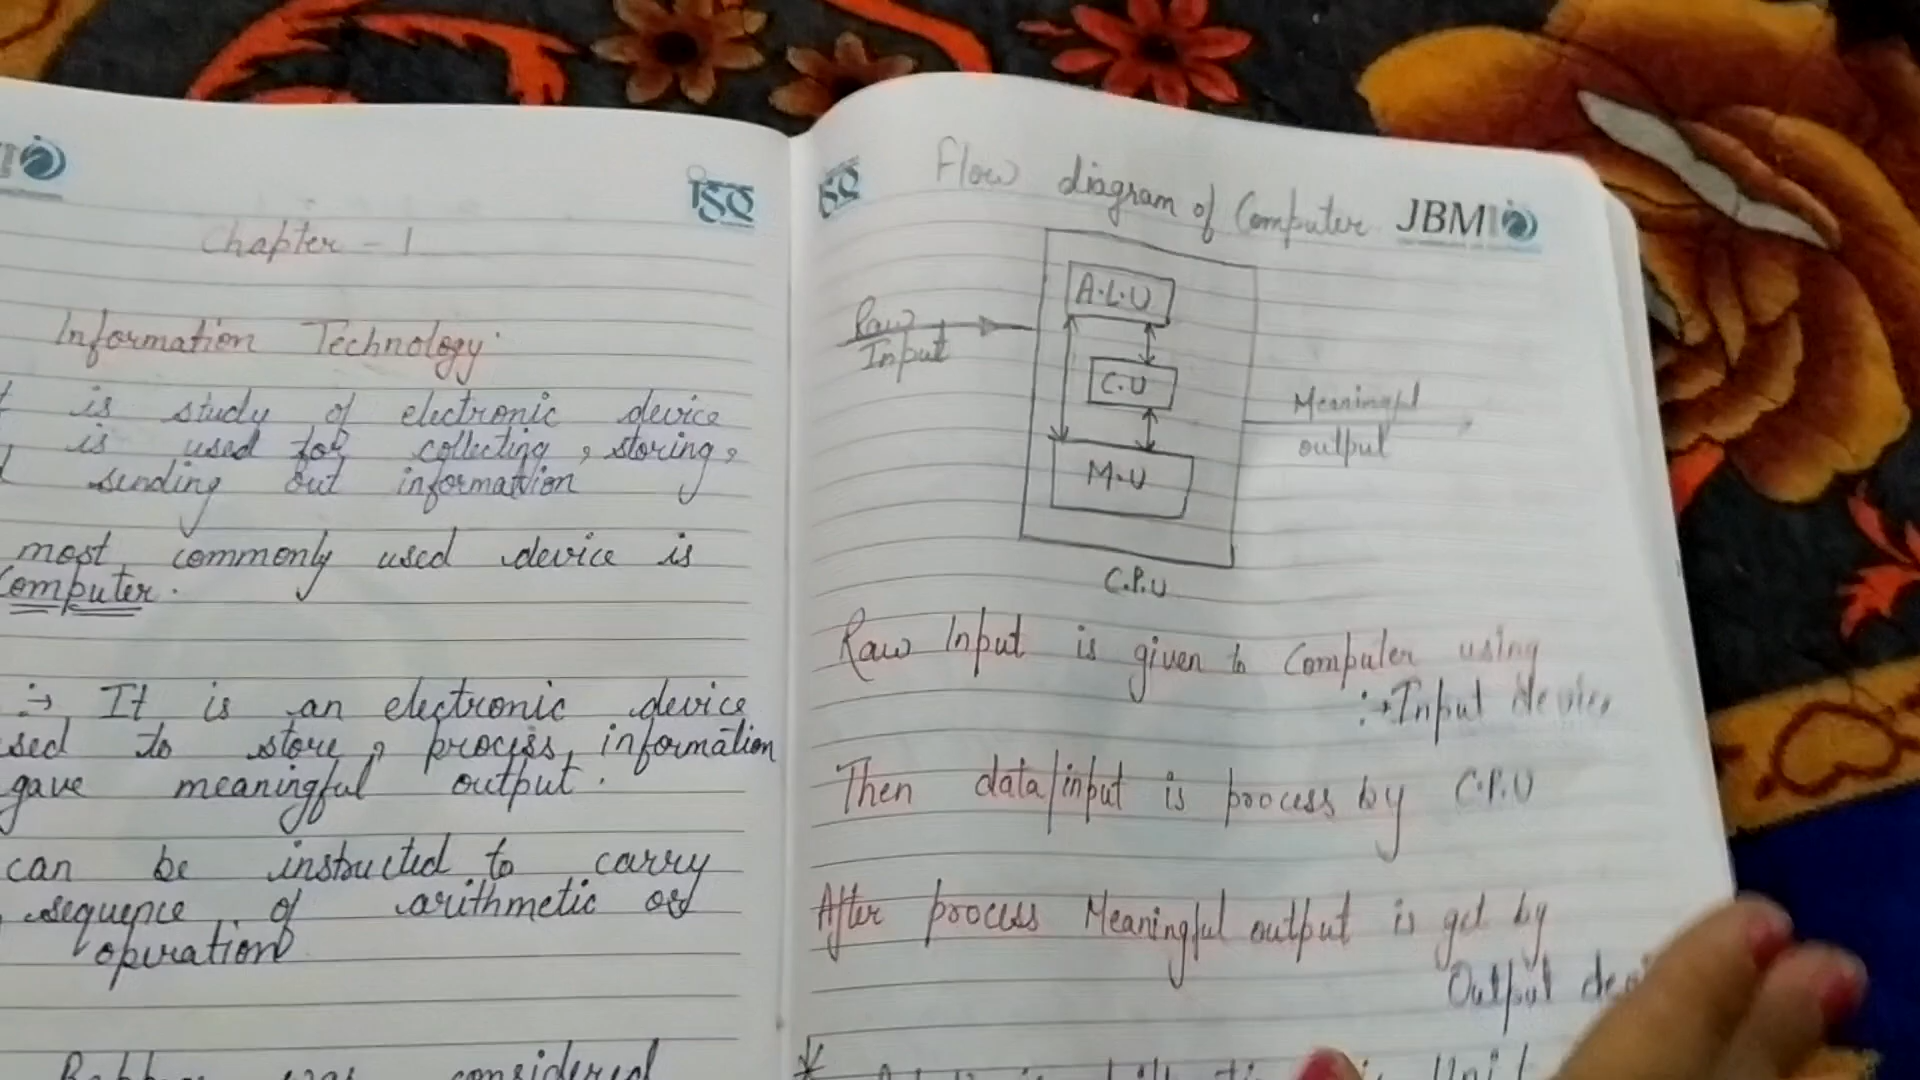 Chapter - 1
Information Technology
is study of electronic device
is used for collecting, storing,
sending out information
most commonly used device is
Computer.
:→ It is an electronic device
sed to store, process, information
gave meaningful output.
can be instructed to carry
sequence of arithmetic or
operation
was considered
Flow diagram of Computer
JBM
A.L.U
Raw
Input
C.U
Meaningful
output
M.U
C.P.U
Raw Input is given to Computer using
:→ Input device
Then data/input is process by C.P.U
After process Meaningful output is get by
Output